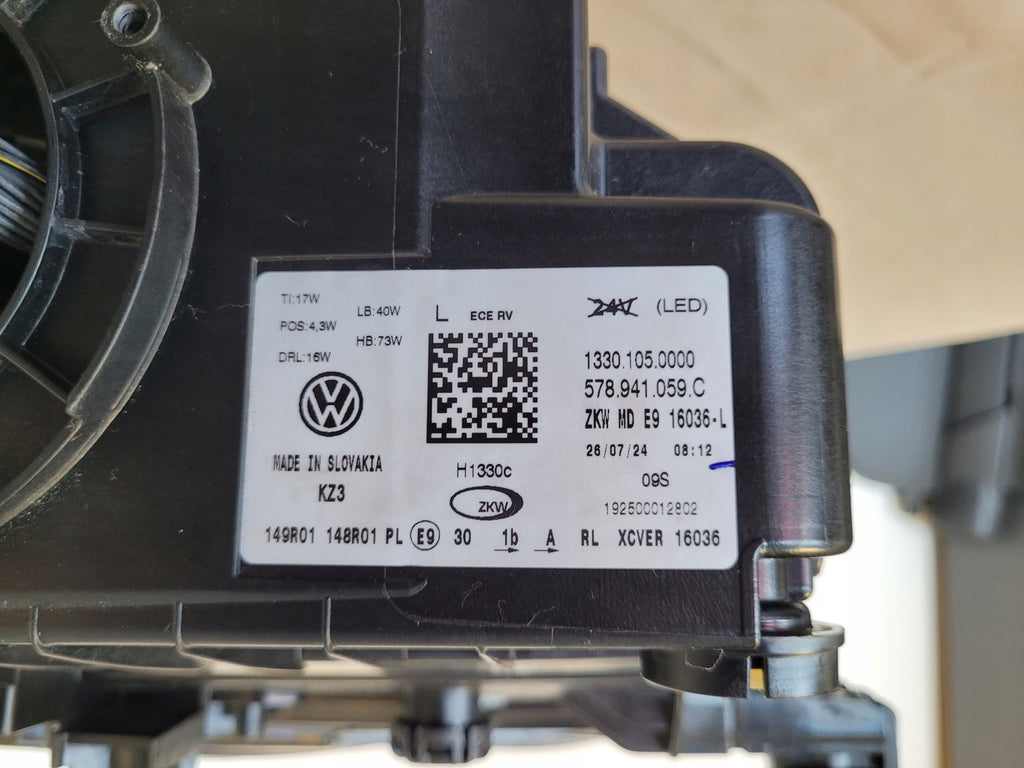 TI:17W
POS:4,3W
DRL:16W
LB:40W
HB:73W
L ECE RV
24V (LED)
1330.105.0000
578.941.059.C
ZKW MD E9 16036-L
26/07/24 08:12
09S
192500012802
MADE IN SLOVAKIA
KZ3
H1330c
ZKW
149R01 148R01 PL E9 30 1b A RL XCVER 16036